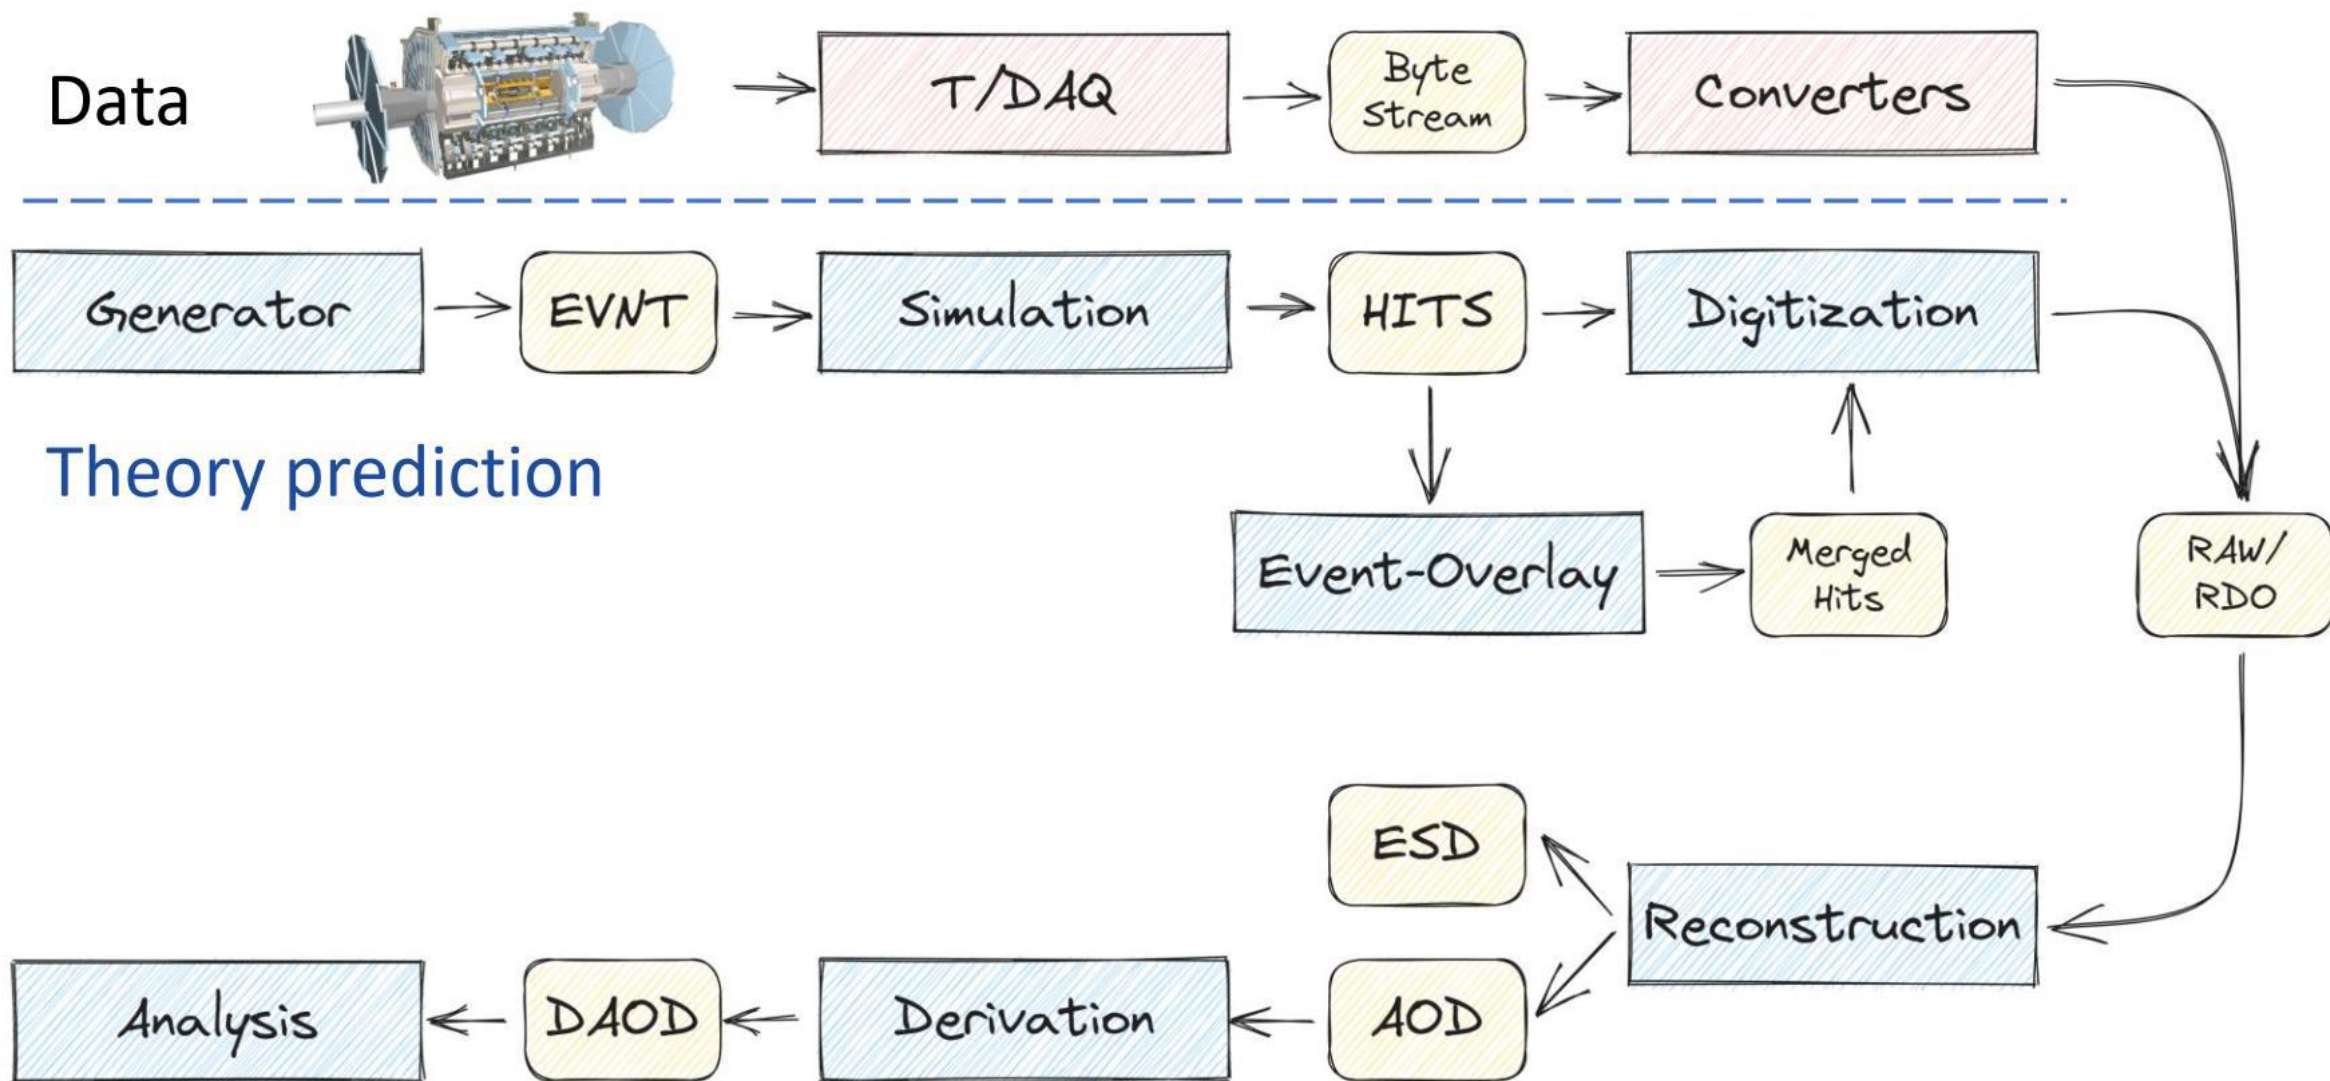 Data
T/DAQ
Byte
Stream
Converters
Generator
EVNT
Simulation
HITS
Digitization
Theory prediction
Event-Overlay
Merged
Hits
RAW/
RDO
ESD
Reconstruction
Analysis
DAOD
Derivation
AOD